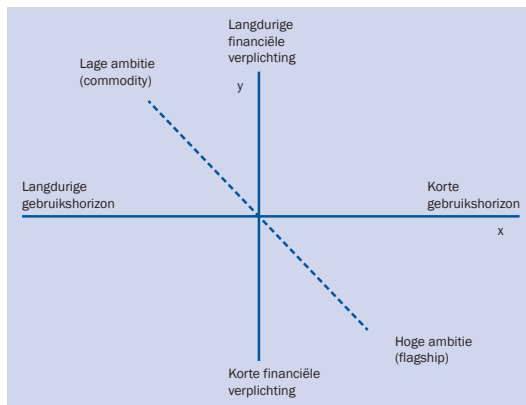 Langdurige
financiële
verplichting
Lage ambitie
(commodity)
y
Langdurige
gebruikshorizon
Korte
gebruikshorizon
x
Hoge ambitie
(flagship)
Korte financiële
verplichting